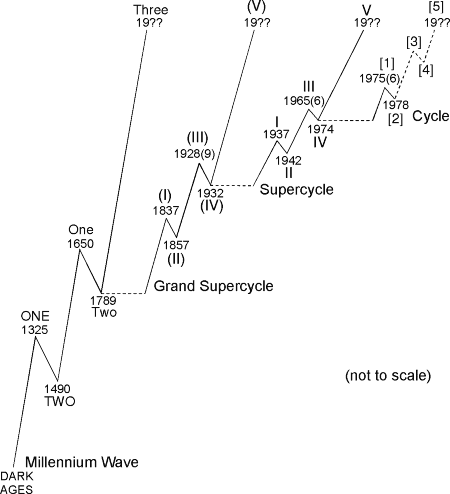 Three
19??
(V)
19??
V
19??
[5]
19??
[3]
[4]
[1]
1975(6)
1978
[2]
Cycle
III
1965(6)
1974
IV
I
1937
1942
II
Supercycle
(III)
1928(9)
1932
(IV)
(I)
1837
1857
(II)
Grand Supercycle
One
1650
1789
Two
ONE
1325
1490
TWO
(not to scale)
Millennium Wave
DARK
AGES